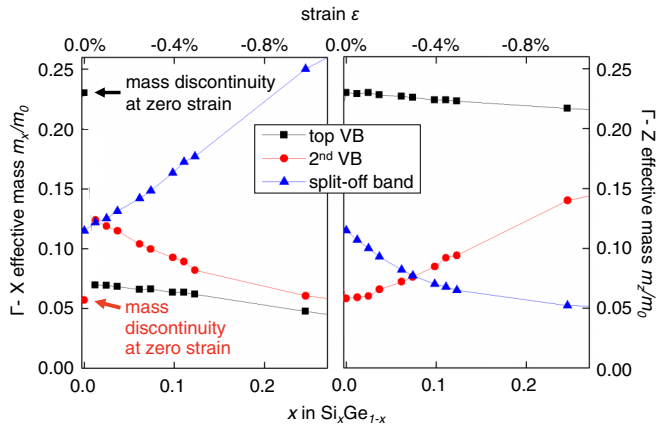 strain ε
0.0% -0.4% -0.8% 0.0% -0.4% -0.8%
0.25 0.25
mass discontinuity
at zero strain
0.20 0.20
top VB
2nd VB
split-off band
0.15 0.15
0.10 0.10
0.05 0.05
mass
discontinuity
at zero strain
0.00 0.00
0.0 0.1 0.2 0.0 0.1 0.2
x in SixGe1-x
Γ- X effective mass mx/m0
Γ- Z effective mass mz/m0